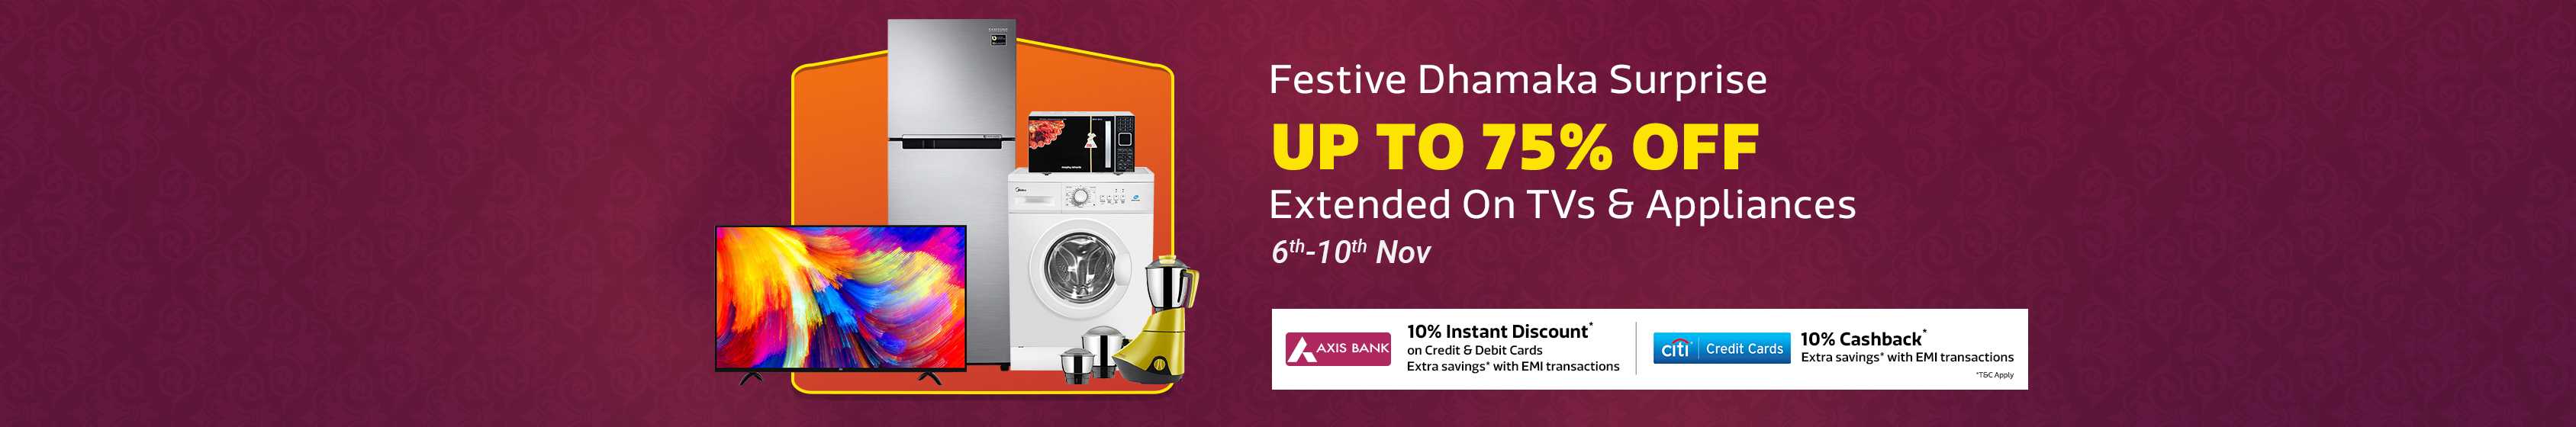 Festive Dhamaka Surprise
UP TO 75% OFF
Extended On TVs & Appliances
6th-10th Nov
AXIS BANK
10% Instant Discount*
on Credit & Debit Cards
Extra savings* with EMI transactions
citi Credit Cards
10% Cashback*
Extra savings* with EMI transactions
*T&C Apply